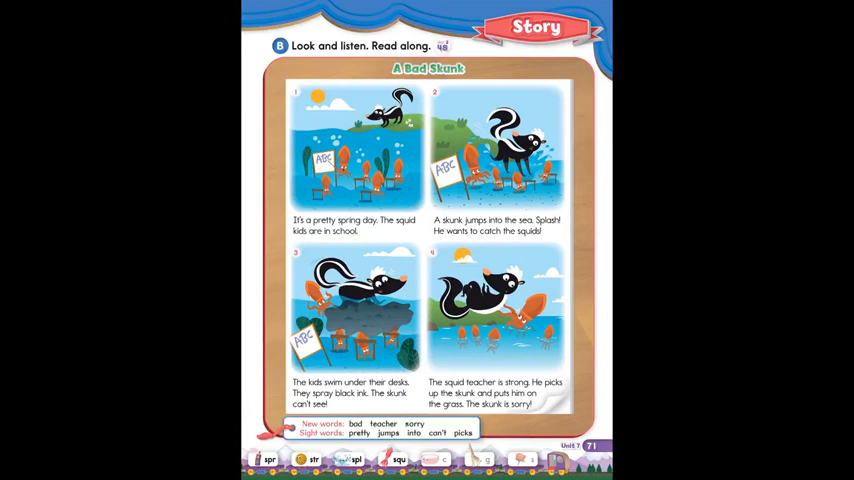 Story
B Look and listen. Read along. 48
A Bad Skunk
1
ABC
It's a pretty spring day. The squid
kids are in school.
2
ABC
A skunk jumps into the sea. Splash!
He wants to catch the squids!
3
ABC
The kids swim under their desks.
They spray black ink. The skunk
can't see!
4
The squid teacher is strong. He picks
up the skunk and puts him on
the grass. The skunk is sorry!
New words: bad teacher sorry
Sight words: pretty jumps into can't picks
Unit 7 71
spr str spl squ c g s